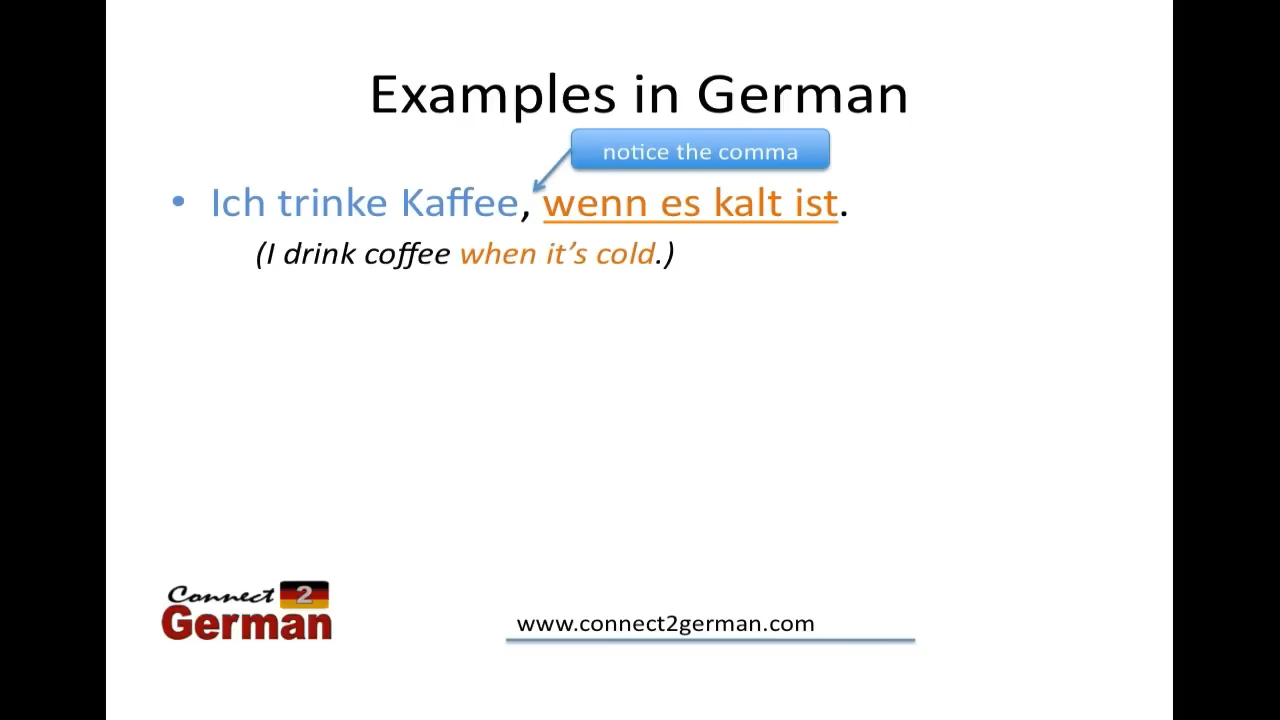 Examples in German
notice the comma
• Ich trinke Kaffee, wenn es kalt ist.
(I drink coffee when it’s cold.)
Connect 2
German
www.connect2german.com